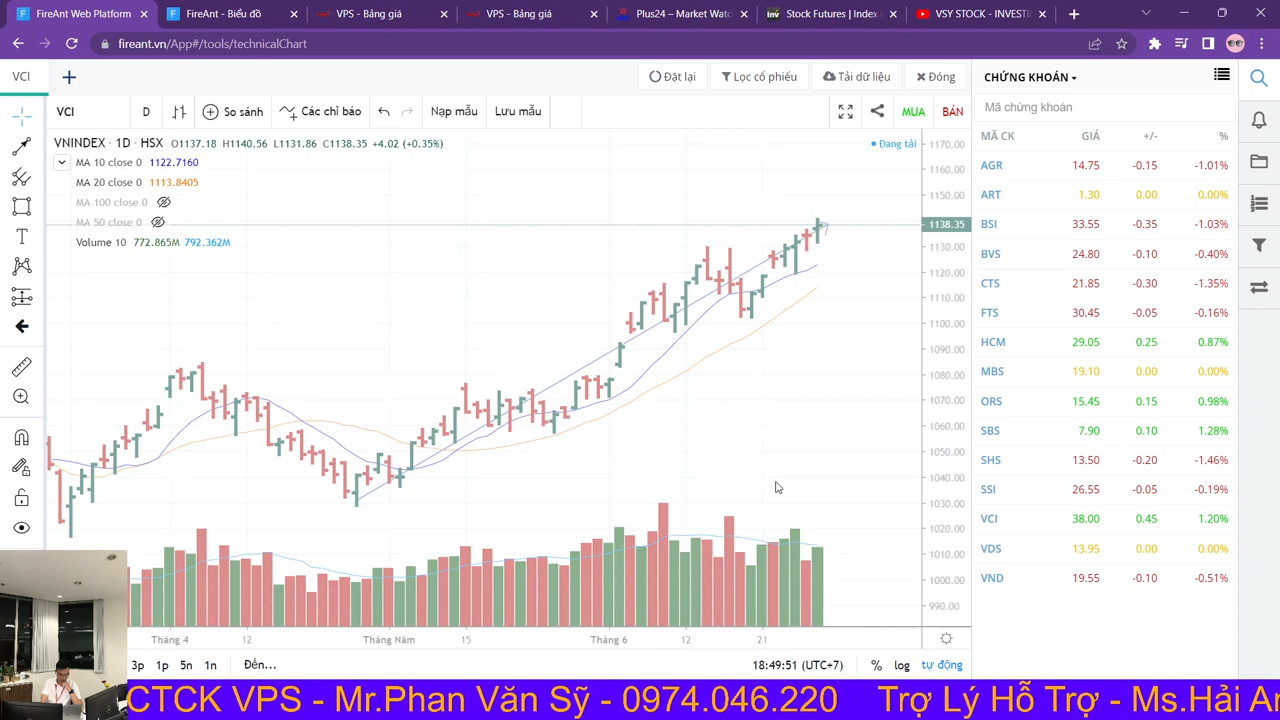 FireAnt Web Platform
FireAnt - Biểu đồ
VPS - Bảng giá
VPS - Bảng giá
Plus24 – Market Watc
Stock Futures | Index
VSY STOCK - INVESTI
fireant.vn/App#/tools/technicalChart
VCI
Đặt lại
Lọc cổ phiếu
Tải dữ liệu
Đóng
VCI
D
So sánh
Các chỉ báo
Nạp mẫu
Lưu mẫu
MUA
BÁN
VNINDEX · 1D · HSX O1137.18 H1140.56 L1131.86 C1138.35 +4.02 (+0.35%)
Đang tải
MA 10 close 0 1122.7160
MA 20 close 0 1113.8405
MA 100 close 0
MA 50 close 0
Volume 10 772.865M 792.362M
1170.00
1160.00
1150.00
1138.35
1130.00
1120.00
1110.00
1100.00
1090.00
1080.00
1070.00
1060.00
1050.00
1040.00
1030.00
1020.00
1010.00
1000.00
990.00
Tháng 4
12
Tháng Năm
15
Tháng 6
12
21
3p 1p 5n 1n Đến...
18:49:51 (UTC+7)
% log tự động
CHỨNG KHOÁN
Mã chứng khoán
MÃ CK GIÁ +/- %
AGR 14.75 -0.15 -1.01%
ART 1.30 0.00 0.00%
BSI 33.55 -0.35 -1.03%
BVS 24.80 -0.10 -0.40%
CTS 21.85 -0.30 -1.35%
FTS 30.45 -0.05 -0.16%
HCM 29.05 0.25 0.87%
MBS 19.10 0.00 0.00%
ORS 15.45 0.15 0.98%
SBS 7.90 0.10 1.28%
SHS 13.50 -0.20 -1.46%
SSI 26.55 -0.05 -0.19%
VCI 38.00 0.45 1.20%
VDS 13.95 0.00 0.00%
VND 19.55 -0.10 -0.51%
CTCK VPS - Mr.Phan Văn Sỹ - 0974.046.220 Trợ Lý Hỗ Trợ - Ms.Hải An